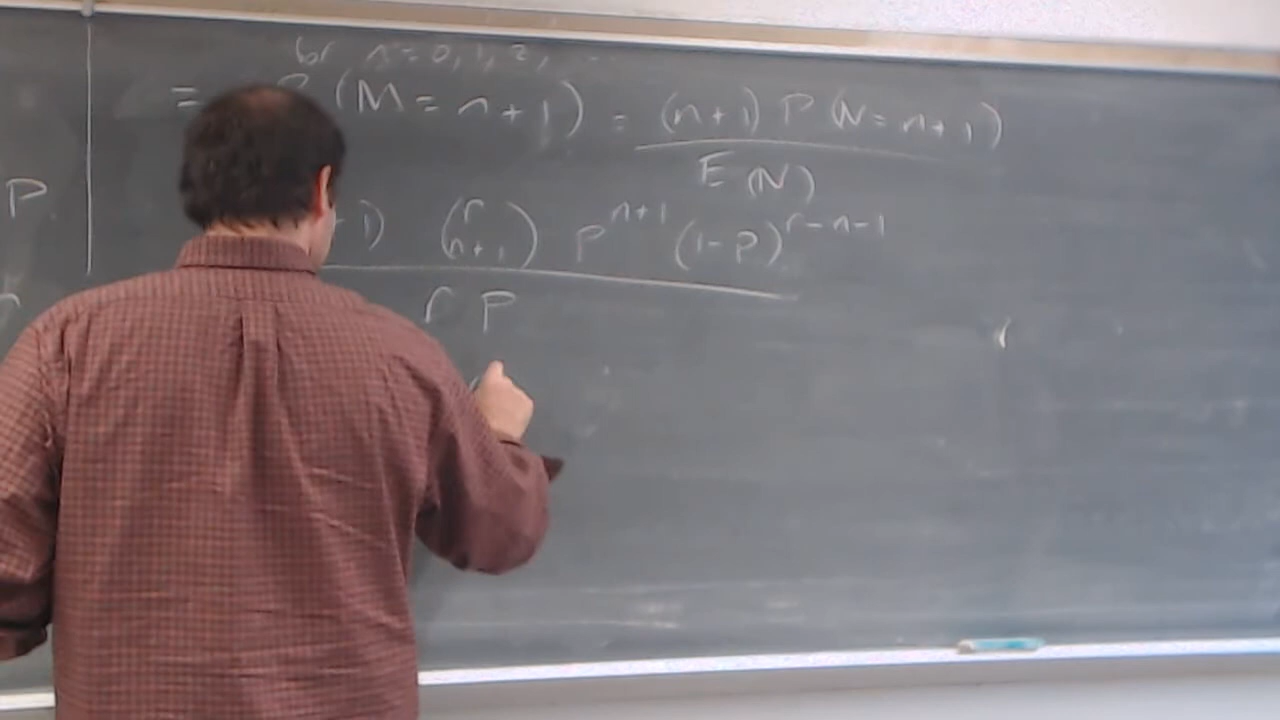 for n = 0, 1, 2, ...
= P (M = n + 1) = (n + 1) P (N = n + 1)
E (N)
P
+ 1) (r n + 1) P^{n+1} (1 - P)^{r - n - 1}
r P